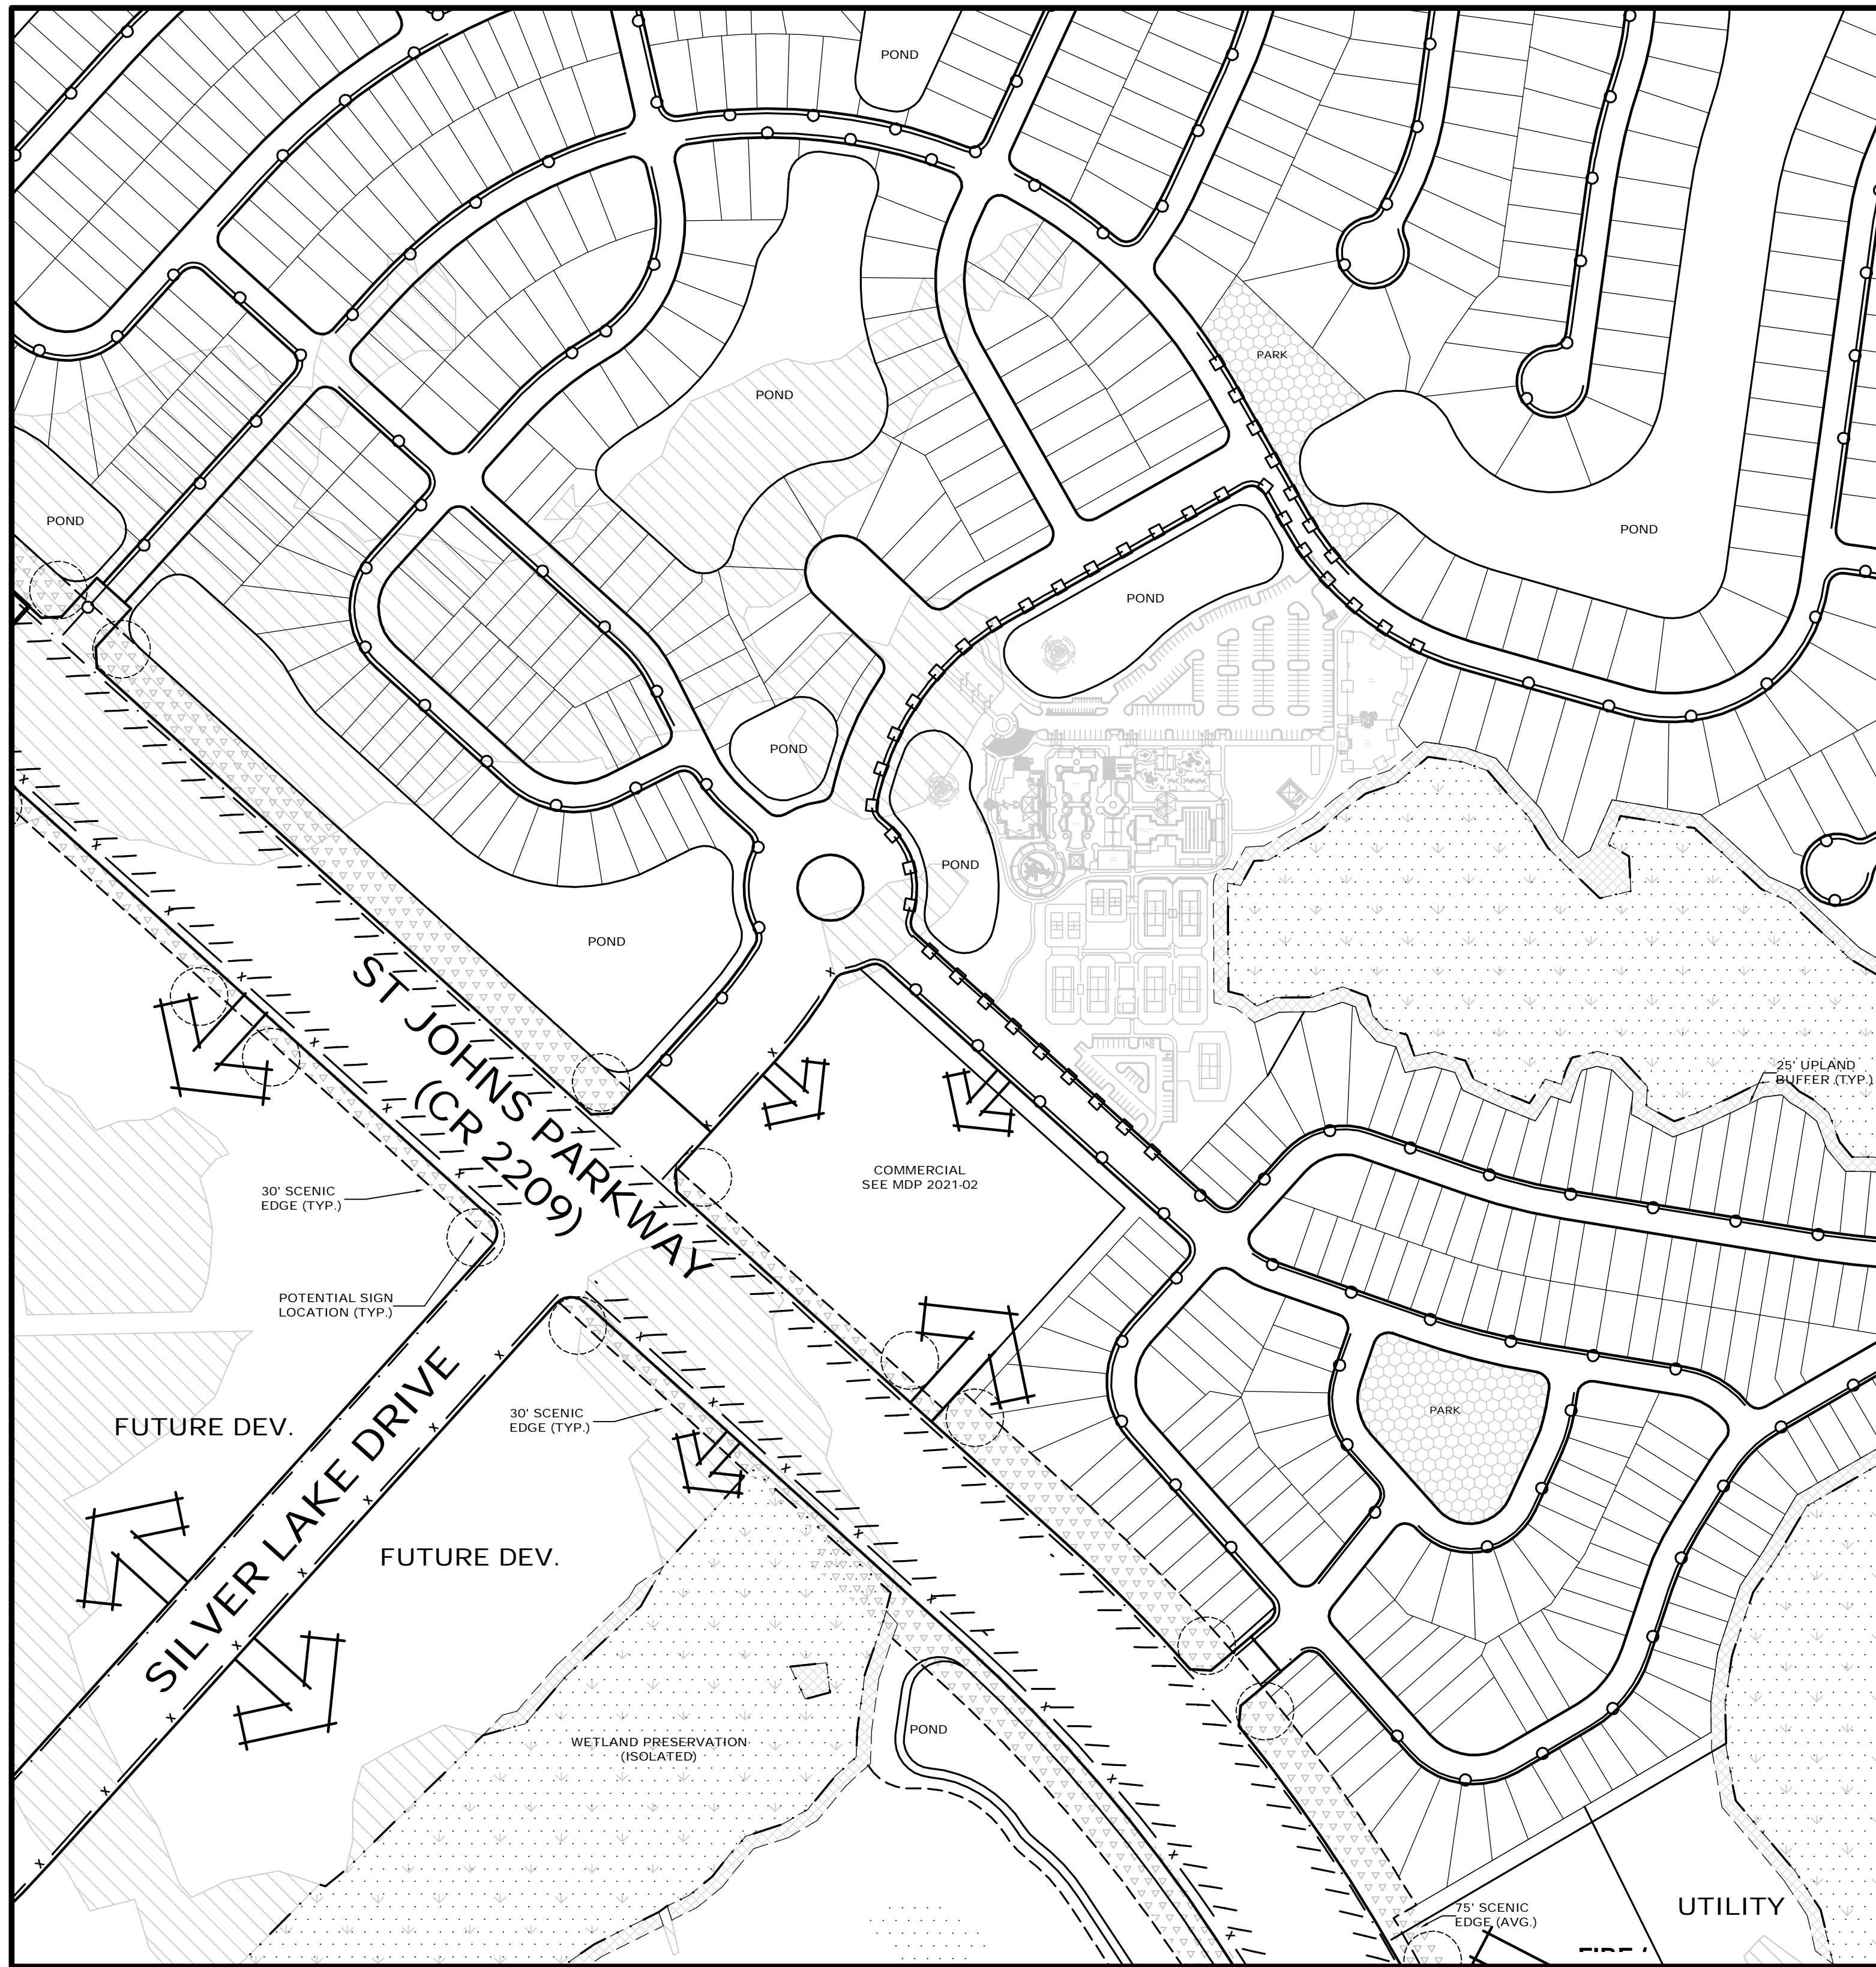 POND
PARK
POND
POND
POND
POND
POND
POND
POND
ST JOHNS PARKWAY
(CR 2209)
25' UPLAND
BUFFER (TYP.)
COMMERCIAL
SEE MDP 2021-02
30' SCENIC
EDGE (TYP.)
POTENTIAL SIGN
LOCATION (TYP.)
SILVER LAKE DRIVE
FUTURE DEV.
30' SCENIC
EDGE (TYP.)
PARK
FUTURE DEV.
POND
WETLAND PRESERVATION
(ISOLATED)
75' SCENIC
EDGE (AVG.)
UTILITY